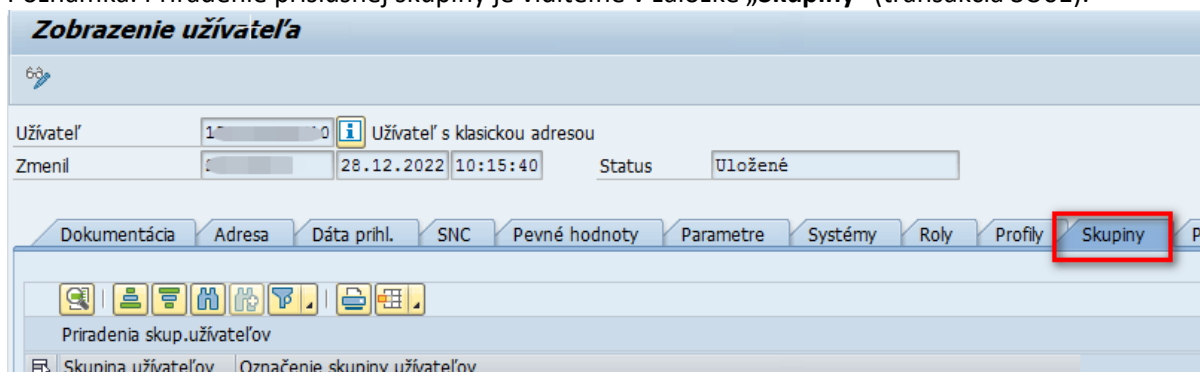 Zobrazenie užívateľa
Užívateľ Užívateľ s klasickou adresou
Zmenil 28.12.2022 10:15:40 Status Uložené
Dokumentácia Adresa Dáta prihl. SNC Pevné hodnoty Parametre Systémy Roly Profily Skupiny
Priradenia skup.užívateľov
Skupina užívateľov Označenie skupiny užívateľov